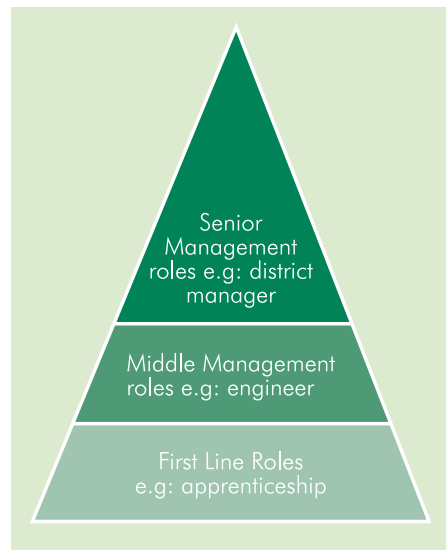 Senior
Management
roles e.g: district
manager
Middle Management
roles e.g: engineer
First Line Roles
e.g: apprenticeship